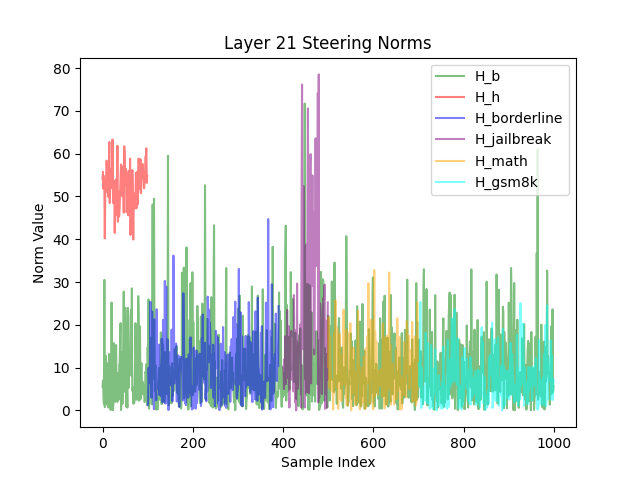 Layer 21 Steering Norms
Norm Value
80
70
60
50
40
30
20
10
0
H_b
H_h
H_borderline
H_jailbreak
H_math
H_gsm8k
0 200 400 600 800 1000
Sample Index